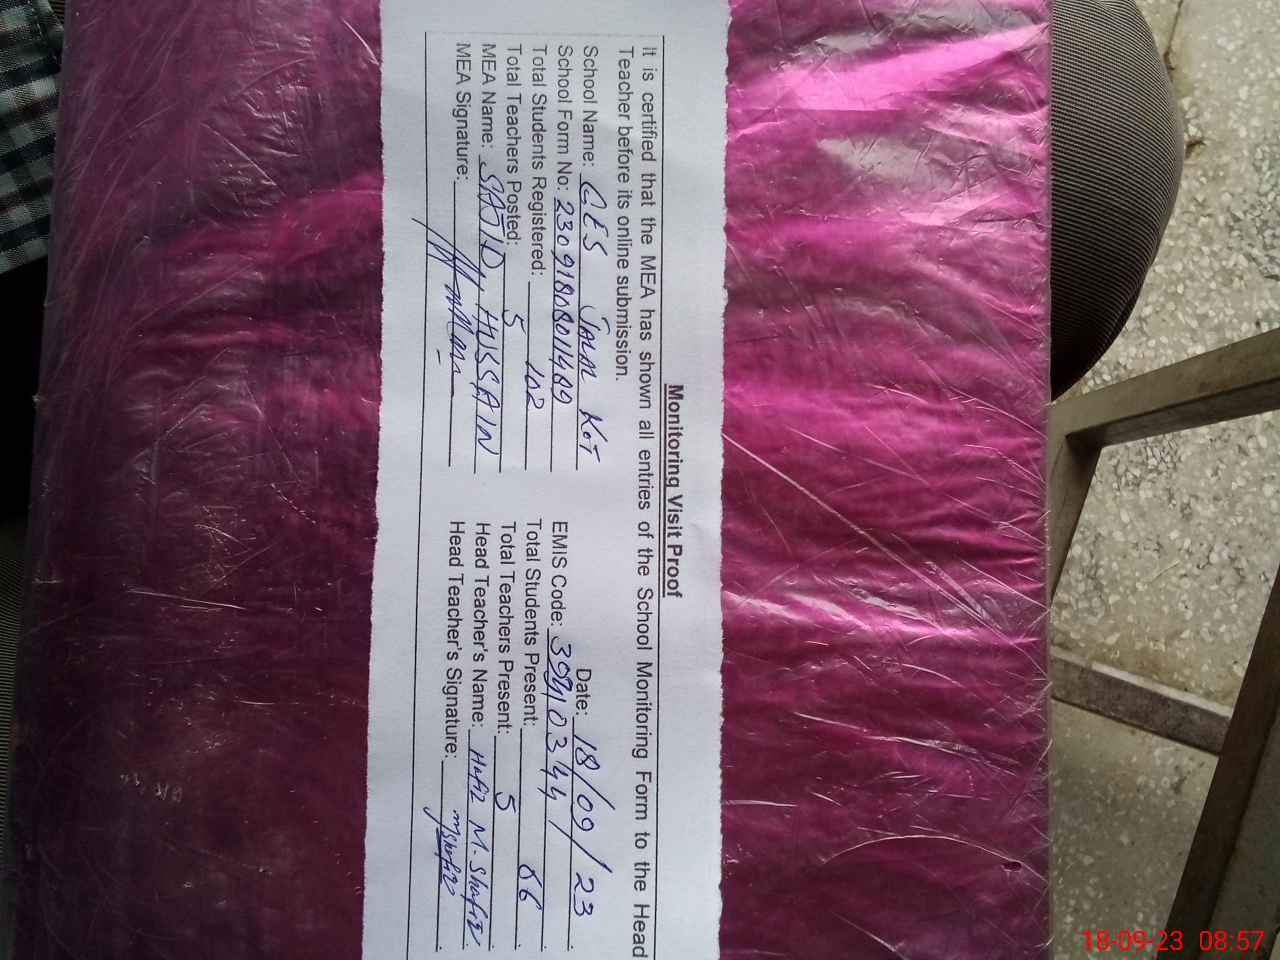 Monitoring Visit Proof
It is certified that the MEA has shown all entries of the School Monitoring Form to the Head
Teacher before its online submission.
School Name: GES Kot Date: 18/09/23
School Form No: 23091808011489 EMIS Code:
Total Students Registered: 102 Total Students Present: 86
Total Teachers Posted: 5 Total Teachers Present: 5
MEA Name: SAJID HUSSAIN Head Teacher's Name: Hafiz M. Shafiq
MEA Signature: Head Teacher's Signature: mshafiq
18-09-23 08:57